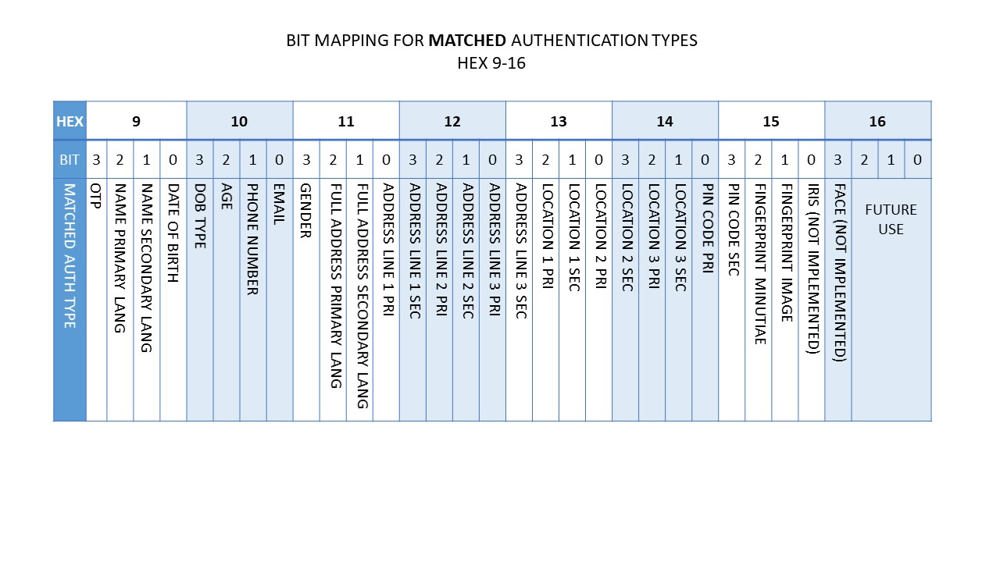 BIT MAPPING FOR MATCHED AUTHENTICATION TYPES
HEX 9-16
HEX 9 10 11 12 13 14 15 16
BIT 3 2 1 0 3 2 1 0 3 2 1 0 3 2 1 0 3 2 1 0 3 2 1 0 3 2 1 0 3 2 1 0
MATCHED AUTH TYPE
OTP
NAME PRIMARY LANG
NAME SECONDARY LANG
DATE OF BIRTH
DOB TYPE
AGE
PHONE NUMBER
EMAIL
GENDER
FULL ADDRESS PRIMARY LANG
FULL ADDRESS SECONDARY LANG
ADDRESS LINE 1 PRI
ADDRESS LINE 1 SEC
ADDRESS LINE 2 PRI
ADDRESS LINE 2 SEC
ADDRESS LINE 3 PRI
ADDRESS LINE 3 SEC
LOCATION 1 PRI
LOCATION 1 SEC
LOCATION 2 PRI
LOCATION 2 SEC
LOCATION 3 PRI
LOCATION 3 SEC
PIN CODE PRI
PIN CODE SEC
FINGERPRINT MINUTIAE
FINGERPRINT IMAGE
IRIS (NOT IMPLEMENTED)
FACE (NOT IMPLEMENTED)
FUTURE
USE